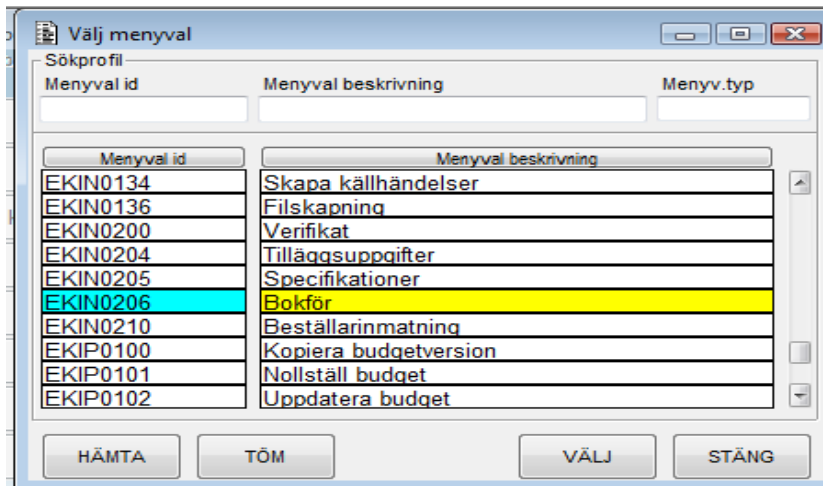 Välj menyval
Sökprofil
Menyval id Menyval beskrivning Menyv.typ
Menyval id Menyval beskrivning
EKIN0134 Skapa källhändelser
EKIN0136 Filskapning
EKIN0200 Verifikat
EKIN0204 Tilläggsuppgifter
EKIN0205 Specifikationer
EKIN0206 Bokför
EKIN0210 Beställarinmatning
EKIP0100 Kopiera budgetversion
EKIP0101 Nollställ budget
EKIP0102 Uppdatera budget
HÄMTA TÖM VÄLJ STÄNG